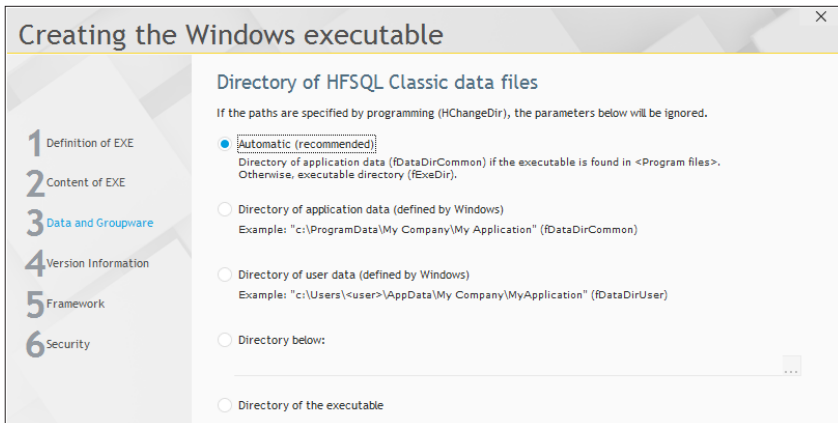 Creating the Windows executable
Directory of HFSQL Classic data files
If the paths are specified by programming (HChangeDir), the parameters below will be ignored.
1 Definition of EXE
2 Content of EXE
3 Data and Groupware
4 Version Information
5 Framework
6 Security
Automatic (recommended)
Directory of application data (fDataDirCommon) if the executable is found in <Program files>.
Otherwise, executable directory (fExeDir).
Directory of application data (defined by Windows)
Example: "c:\ProgramData\My Company\My Application" (fDataDirCommon)
Directory of user data (defined by Windows)
Example: "c:\Users\<user>\AppData\My Company\MyApplication" (fDataDirUser)
Directory below:
...
Directory of the executable